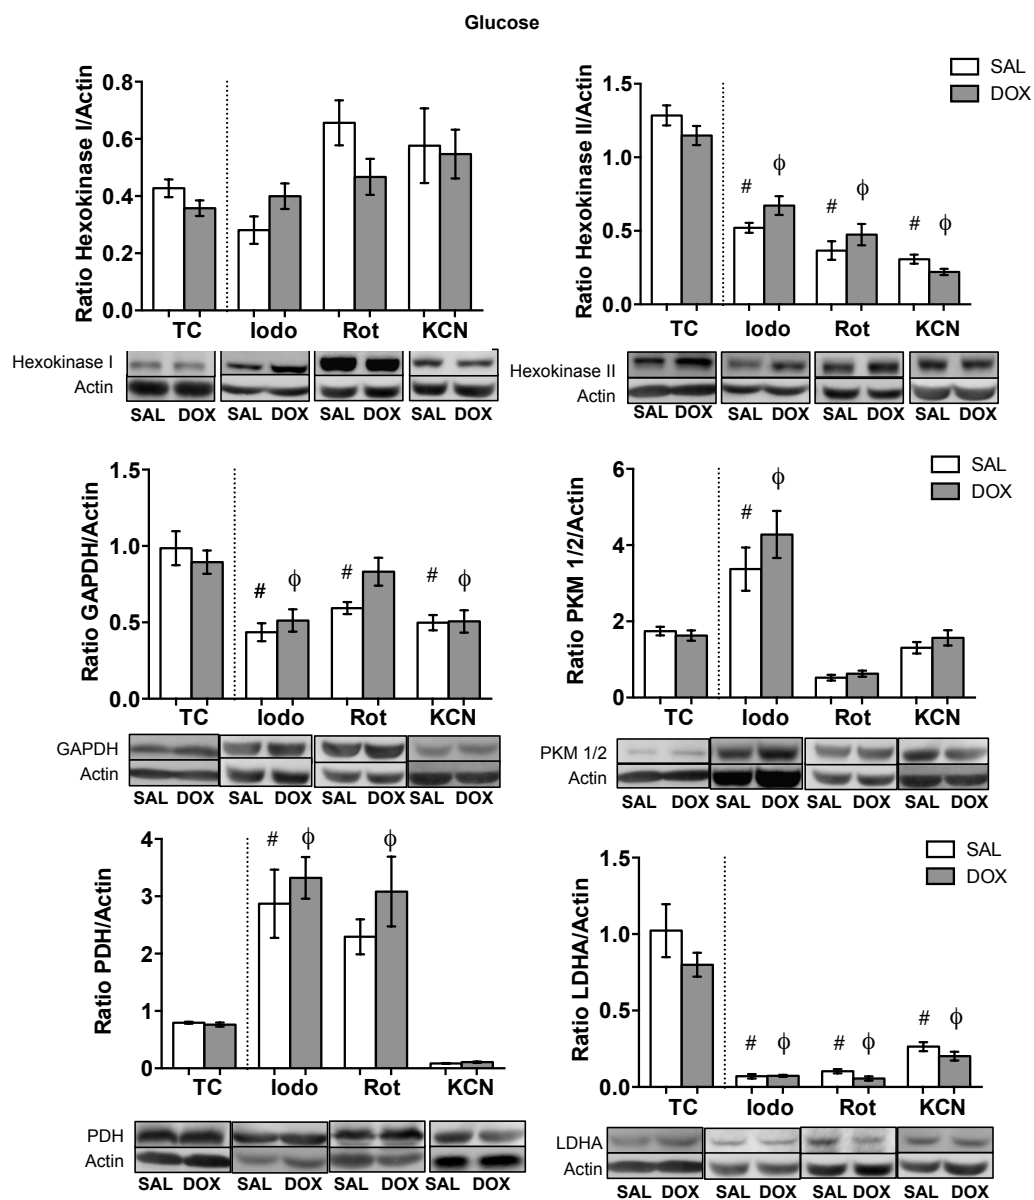 Glucose
Ratio Hexokinase I/Actin
0.8
0.6
0.4
0.2
0.0
TC Iodo Rot KCN
Hexokinase I
Actin
SAL DOX SAL DOX SAL DOX SAL DOX
SAL
DOX
Ratio Hexokinase II/Actin
1.5
1.0
0.5
0.0
# ϕ # ϕ # ϕ
TC Iodo Rot KCN
Hexokinase II
Actin
SAL DOX SAL DOX SAL DOX SAL DOX
Ratio GAPDH/Actin
1.5
1.0
0.5
0.0
# ϕ # # ϕ
TC Iodo Rot KCN
GAPDH
Actin
SAL DOX SAL DOX SAL DOX SAL DOX
SAL
DOX
Ratio PKM 1/2/Actin
6
4
2
0
# ϕ
TC Iodo Rot KCN
PKM 1/2
Actin
SAL DOX SAL DOX SAL DOX SAL DOX
Ratio PDH/Actin
4
3
2
1
0
# ϕ ϕ
TC Iodo Rot KCN
PDH
Actin
SAL DOX SAL DOX SAL DOX SAL DOX
SAL
DOX
Ratio LDHA/Actin
1.5
1.0
0.5
0.0
# ϕ # ϕ # ϕ
TC Iodo Rot KCN
LDHA
Actin
SAL DOX SAL DOX SAL DOX SAL DOX